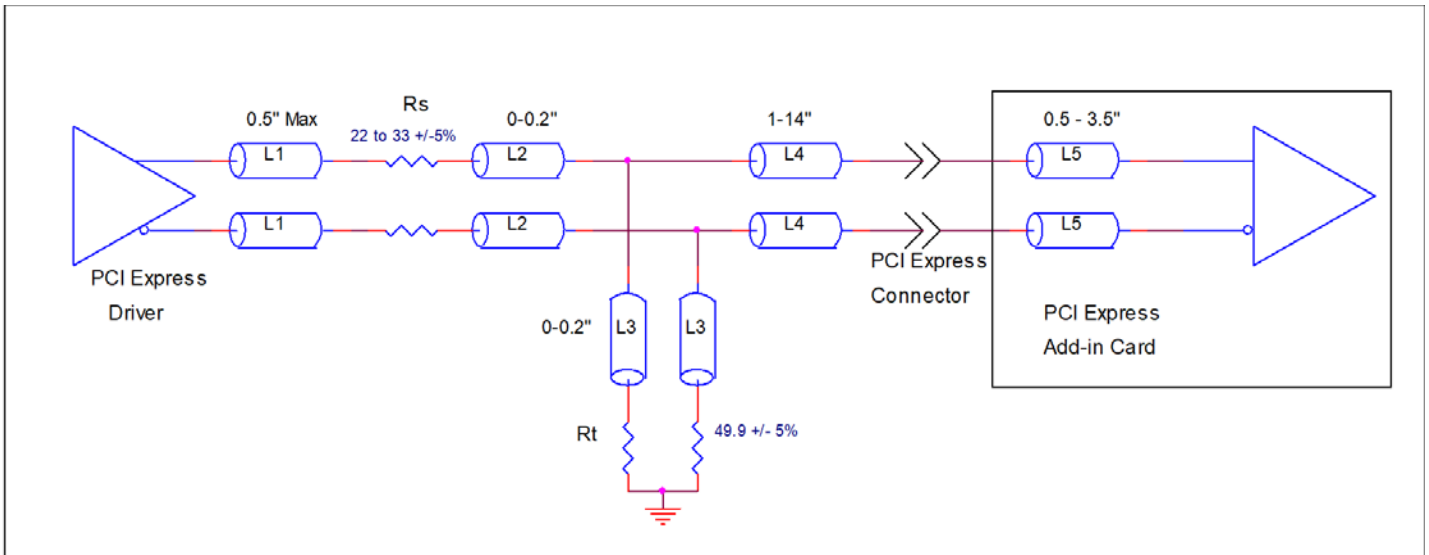 0.5" Max
Rs
22 to 33 +/-5%
0-0.2"
1-14"
0.5 - 3.5"
L1
L2
L4
L5
L1
L2
L4
L5
PCI Express
Driver
PCI Express
Connector
0-0.2"
L3
L3
PCI Express
Add-in Card
Rt
49.9 +/- 5%